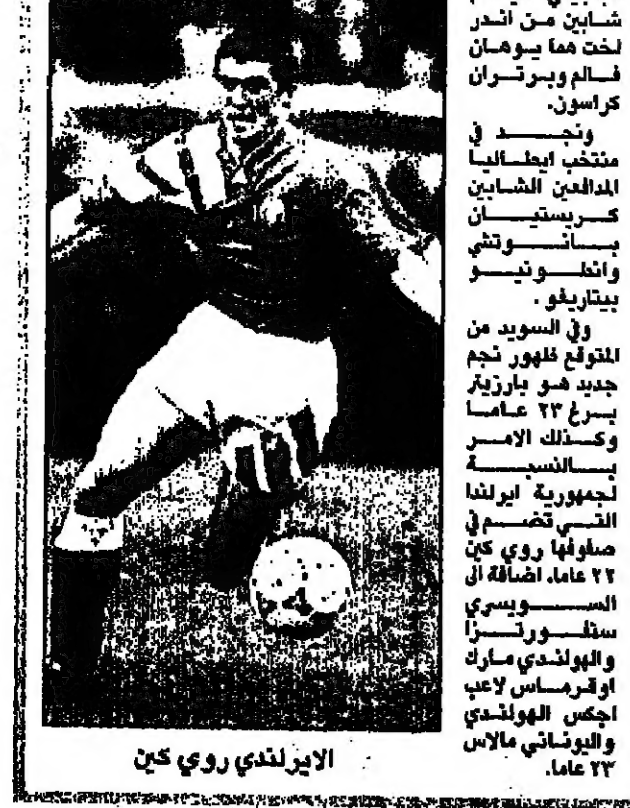 شابين من اندر
لخت هما يوهان
فالم وبرتران
كراسون.
ونجد في
منتخب ايطاليا
المدافعين الشابين
كريستيان
بانوتشي
وانطونيو
بيتاريغو .
وفي السويد من
المتوقع ظهور نجم
جديد هو بارزيتر
برغ ٢٣ عاما
وكذلك الامر
بالنسبة
لجمهورية ايرلندا
التي تضم في
صفوفها روي كين
٢٢ عاما. اضافة الى
السويسري
ستفورتزا
والهولندي مارك
اوفرماس لاعب
اجكس الهولندي
واليوناني مالاس
٢٣ عاما.
الايرلندي روي كين